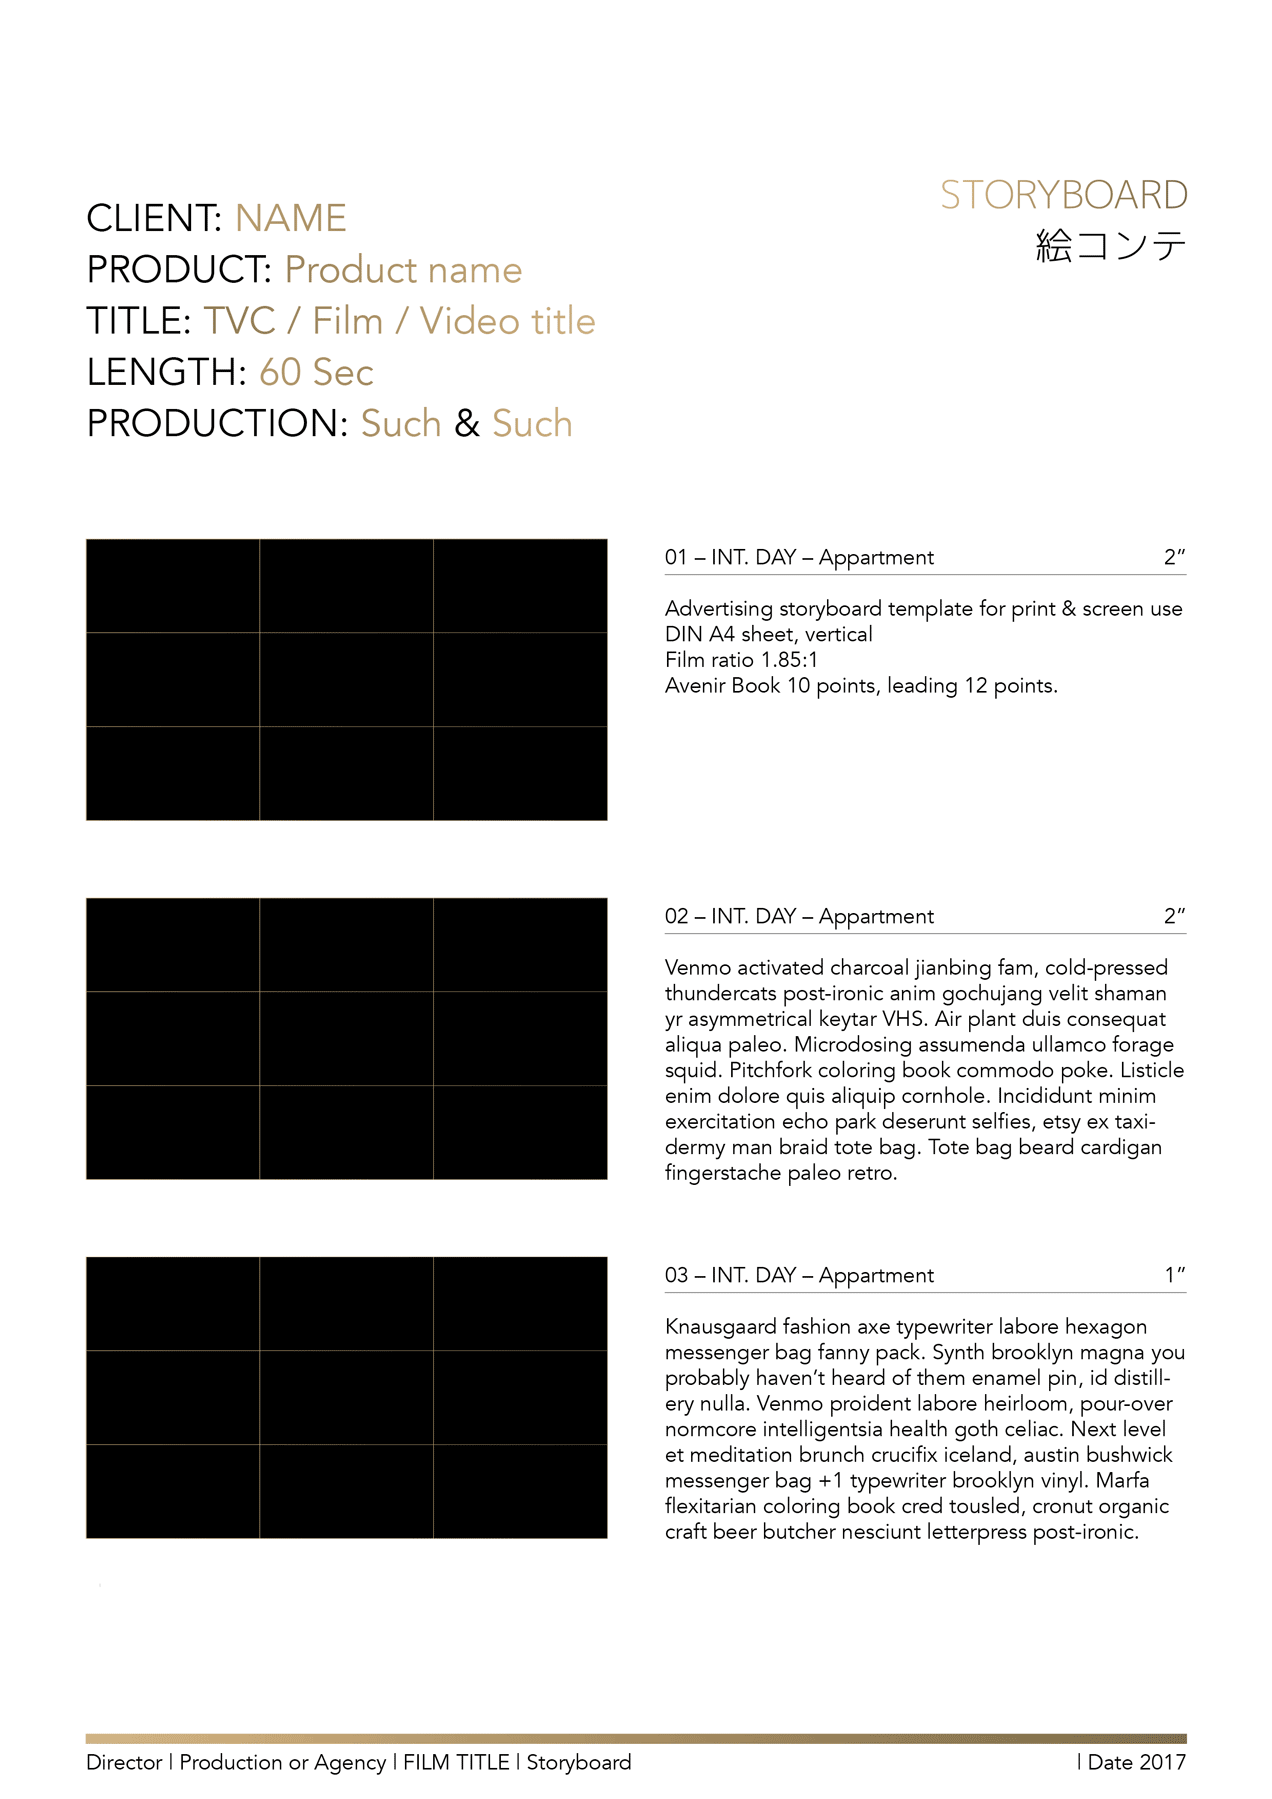 STORYBOARD
絵コンテ
CLIENT: NAME
PRODUCT: Product name
TITLE: TVC / Film / Video title
LENGTH: 60 Sec
PRODUCTION: Such & Such
01 – INT. DAY – Appartment 2”
Advertising storyboard template for print & screen use
DIN A4 sheet, vertical
Film ratio 1.85:1
Avenir Book 10 points, leading 12 points.
02 – INT. DAY – Appartment 2”
Venmo activated charcoal jianbing fam, cold-pressed
thundercats post-ironic anim gochujang velit shaman
yr asymmetrical keytar VHS. Air plant duis consequat
aliqua paleo. Microdosing assumenda ullamco forage
squid. Pitchfork coloring book commodo poke. Listicle
enim dolore quis aliquip cornhole. Incididunt minim
exercitation echo park deserunt selfies, etsy ex taxi-
dermy man braid tote bag. Tote bag beard cardigan
fingerstache paleo retro.
03 – INT. DAY – Appartment 1”
Knausgaard fashion axe typewriter labore hexagon
messenger bag fanny pack. Synth brooklyn magna you
probably haven’t heard of them enamel pin, id distill-
ery nulla. Venmo proident labore heirloom, pour-over
normcore intelligentsia health goth celiac. Next level
et meditation brunch crucifix iceland, austin bushwick
messenger bag +1 typewriter brooklyn vinyl. Marfa
flexitarian coloring book cred tousled, cronut organic
craft beer butcher nesciunt letterpress post-ironic.
Director | Production or Agency | FILM TITLE | Storyboard | Date 2017